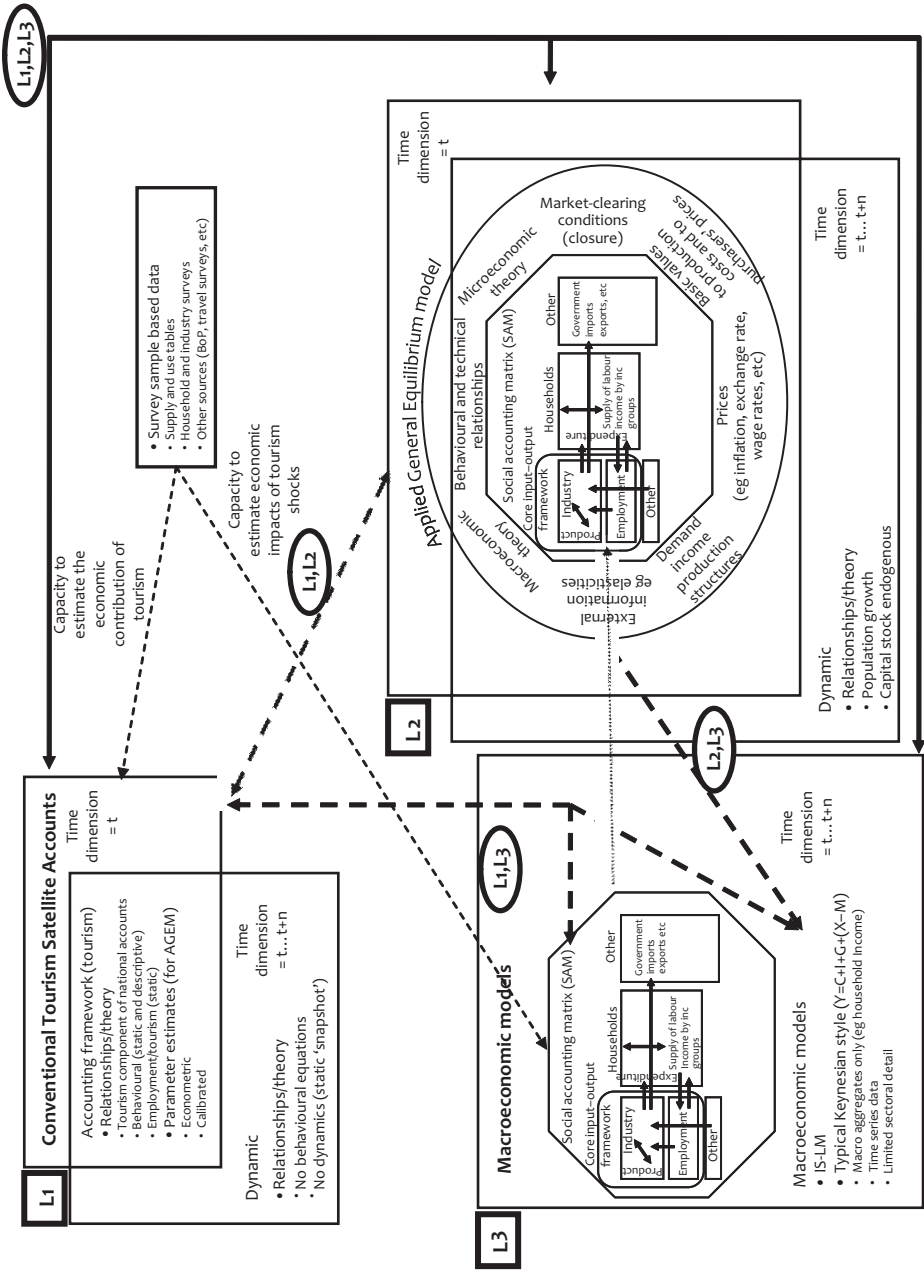 L1,L2,L3
L1
Conventional Tourism Satellite Accounts
Time
dimension
= t
Accounting framework (tourism)
• Relationships/theory
• Tourism component of national accounts
• Behavioural (static and descriptive)
• Employment/tourism (static)
• Parameter estimates (for AGEM)
• Econometric
• Calibrated
Dynamic
• Relationships/theory
• No behavioural equations
• No dynamics (static ‘snapshot’)
Time
dimension
= t… t+n
Capacity to
estimate the
economic
contribution of
tourism
• Survey sample based data
• Supply and use tables
• Household and industry surveys
• Other sources (BoP, travel surveys, etc)
Capacity to
estimate economic
impacts of tourism
shocks
L1,L2
L1,L3
L2,L3
L3
Macroeconomic models
Social accounting matrix (SAM)
Core input–output
framework
Industry
Product
Employment
Other
Households
Expenditure
Supply of labour
Income by inc
groups
Other
Government
imports
exports etc
Macroeconomic models
• IS-LM
• Typical Keynesian style (Y=C+I+G+(X–M)
• Macro aggregates only (eg household Income)
• Time series data
• Limited sectoral detail
Time
dimension
= t… t+n
L2
Applied General Equilibrium model
Time
dimension
= t
Macroeconomic
theory
Behavioural and technical
relationships
Microeconomic
theory
Market-clearing
conditions
(closure)
Basic values
to production
costs and to
purchasers’ prices
Prices
(eg inflation, exchange rate,
wage rates, etc)
Demand
income
production
structures
External
information
eg elasticities
Social accounting matrix (SAM)
Core input–output
framework
Industry
Product
Employment
Other
Households
Expenditure
Supply of labour
income by inc
groups
Other
Government
imports
exports, etc
Dynamic
• Relationships/theory
• Population growth
• Capital stock endogenous
Time
dimension
= t… t+n